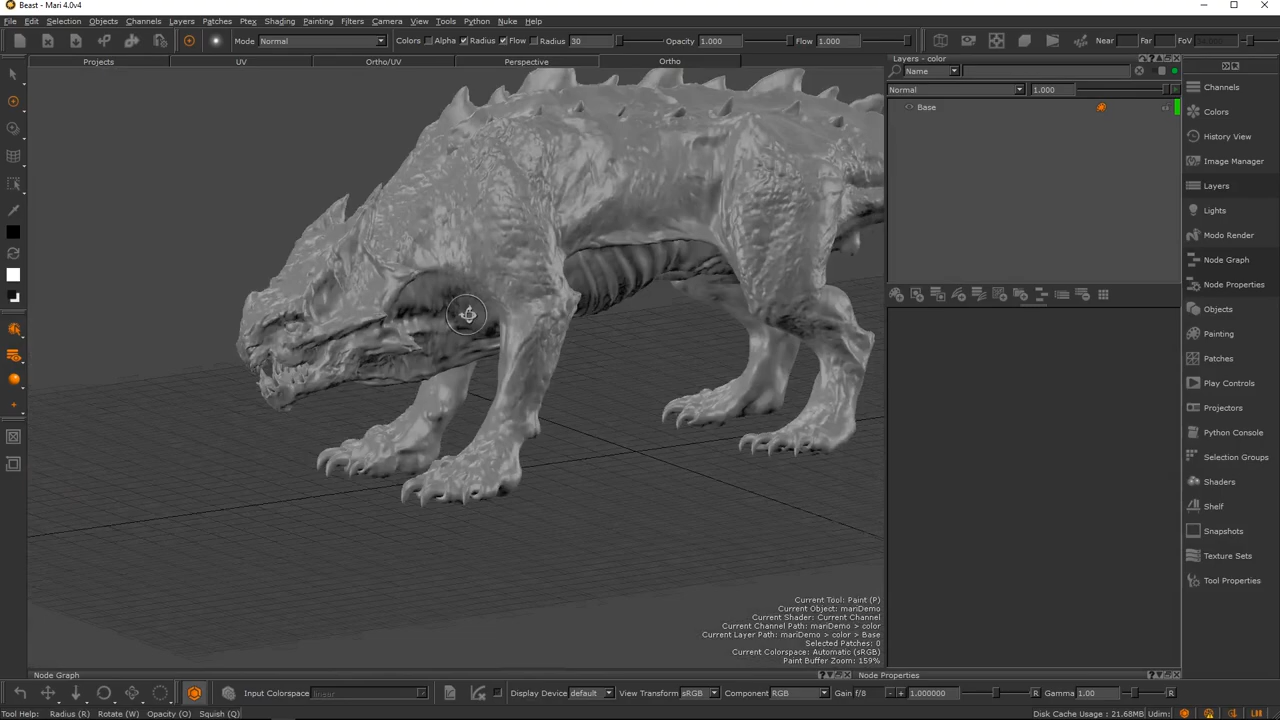 Beast - Mari 4.0v4
File Edit Selection Objects Channels Layers Patches Ptex Shading Painting Filters Camera View Tools Python Nuke Help
Mode Normal Colors Alpha Radius Flow Radius 30 Opacity 1.000 Flow 1.000 Near Far FoV
Projects UV Ortho/UV Perspective Ortho
Layers - color
Name
Normal 1.000
Base
Channels
Colors
History View
Image Manager
Layers
Lights
Modo Render
Node Graph
Node Properties
Objects
Painting
Patches
Play Controls
Projectors
Python Console
Selection Groups
Shaders
Shelf
Snapshots
Texture Sets
Tool Properties
Current Tool: Paint (P)
Current Object: mariDemo
Current Shader: Current Channel
Current Channel Path: mariDemo > color
Current Layer Path: mariDemo > color > Base
Selected Patches: 0
Current Colorspace: Automatic (sRGB)
Paint Buffer Zoom: 159%
Node Graph Node Properties
Input Colorspace linear Display Device default View Transform sRGB Component RGB Gain f/8 - + 1.000000 R Gamma 1.00 R
Tool Help: Radius (R) Rotate (W) Opacity (O) Squish (Q) Disk Cache Usage : 21.68MB Udim: